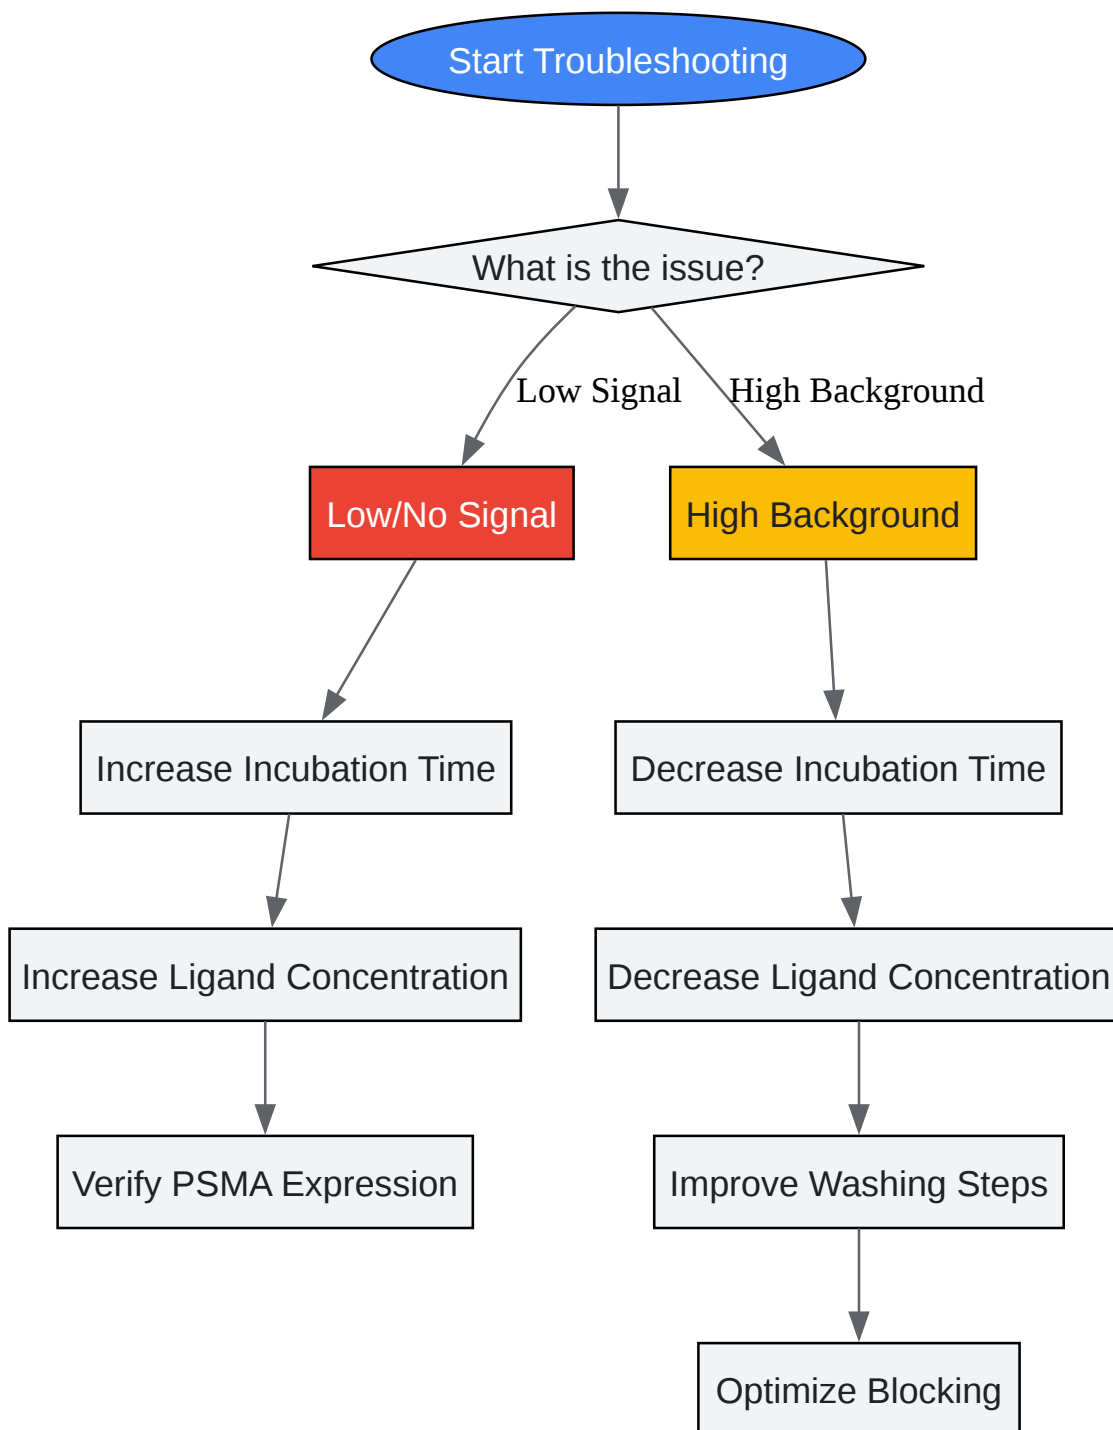 Start Troubleshooting
What is the issue?
Low Signal
High Background
Low/No Signal
High Background
Increase Incubation Time
Decrease Incubation Time
Increase Ligand Concentration
Decrease Ligand Concentration
Verify PSMA Expression
Improve Washing Steps
Optimize Blocking